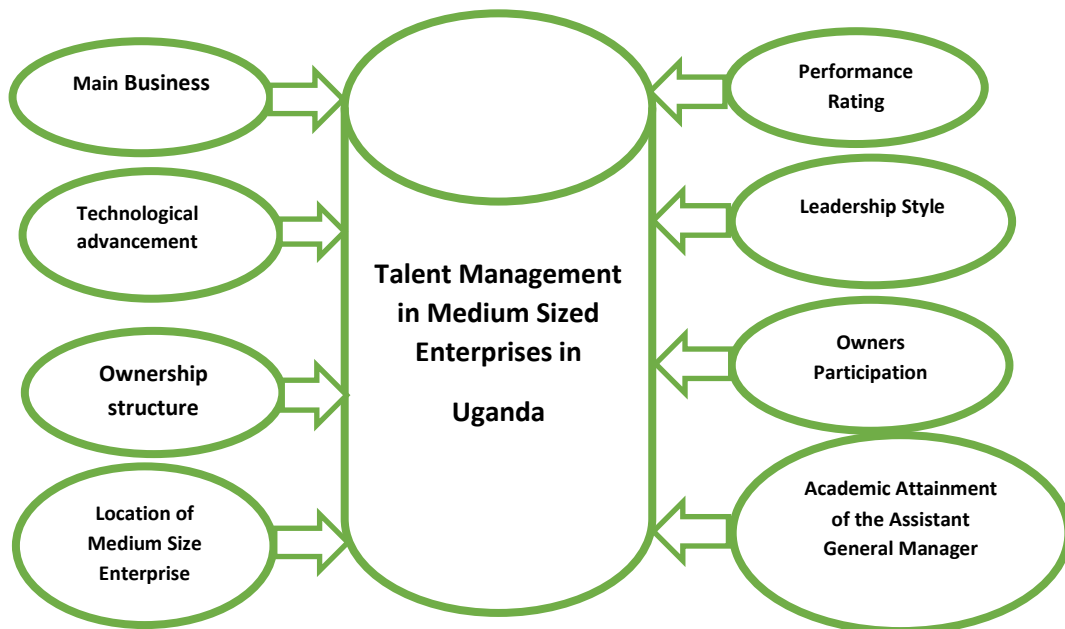 Main Business
Technological
advancement
Ownership
structure
Location of
Medium Size
Enterprise
Talent Management
in Medium Sized
Enterprises in
Uganda
Performance
Rating
Leadership Style
Owners
Participation
Academic Attainment
of the Assistant
General Manager